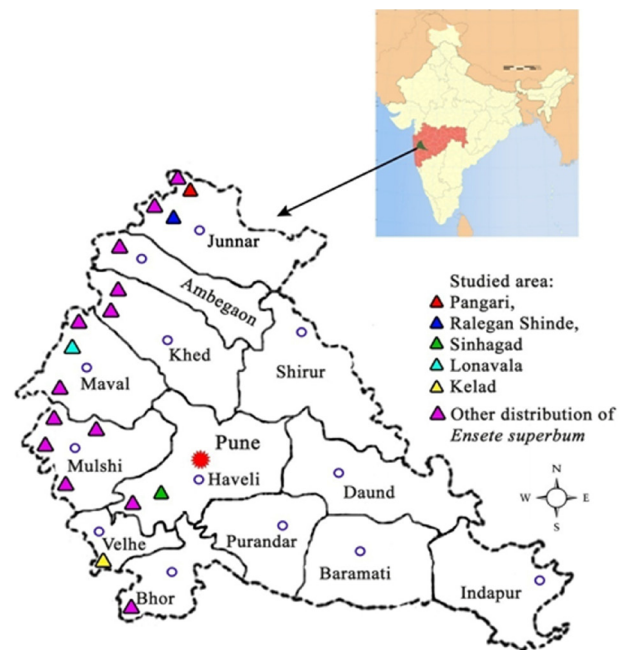 Junnar
Ambegaon
Khed
Shirur
Maval
Pune
Mulshi
Haveli
Daund
Velhe
Purandar
Baramati
Bhor
Indapur
Studied area:
Pangari,
Ralegan Shinde,
Sinhagad
Lonavala
Kelad
Other distribution of
Ensete superbum
N
W E
S